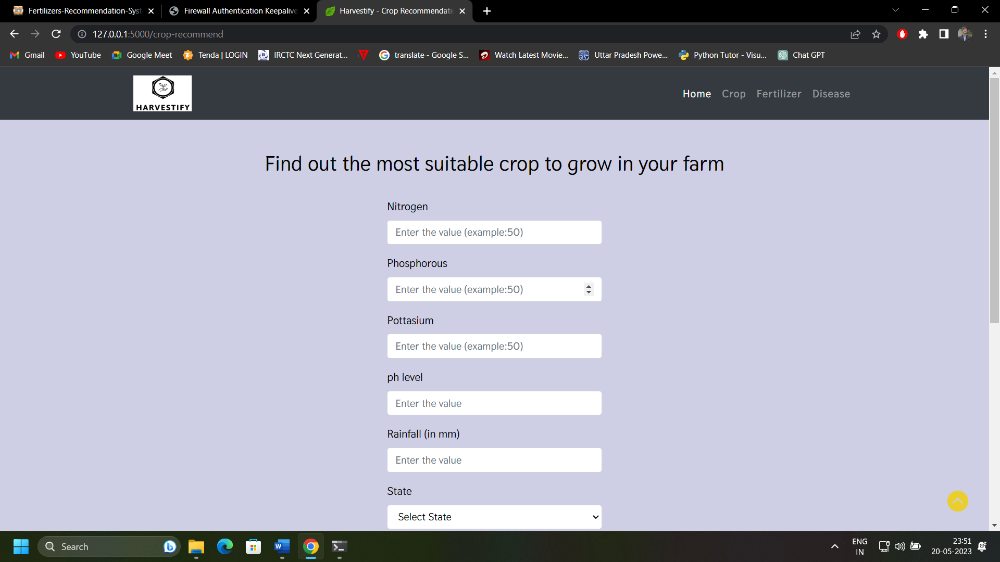 Fertilizers-Recommendation-Syst
Firewall Authentication Keepalive
Harvestify - Crop Recommendati
127.0.0.1:5000/crop-recommend
Gmail
YouTube
Google Meet
Tenda | LOGIN
IRCTC Next Generat...
translate - Google S...
Watch Latest Movie...
Uttar Pradesh Powe...
Python Tutor - Visu...
Chat GPT
HARVESTIFY
Home Crop Fertilizer Disease
Find out the most suitable crop to grow in your farm
Nitrogen
Enter the value (example:50)
Phosphorous
Enter the value (example:50)
Pottasium
Enter the value (example:50)
ph level
Enter the value
Rainfall (in mm)
Enter the value
State
Select State
Search
ENG
IN
23:51
20-05-2023